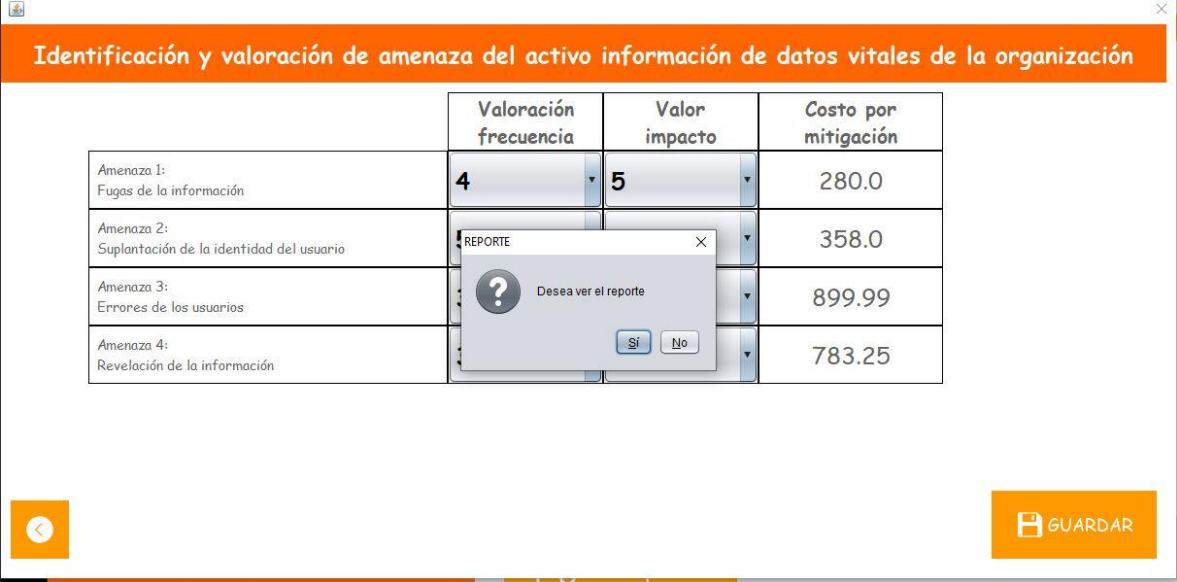 Identificación y valoración de amenaza del activo información de datos vitales de la organización
Valoración frecuencia
Valor impacto
Costo por mitigación
Amenaza 1:
Fugas de la información
4
5
280.0
Amenaza 2:
Suplantación de la identidad del usuario
358.0
Amenaza 3:
Errores de los usuarios
899.99
Amenaza 4:
Revelación de la información
783.25
REPORTE
Desea ver el reporte
Sí
No
GUARDAR